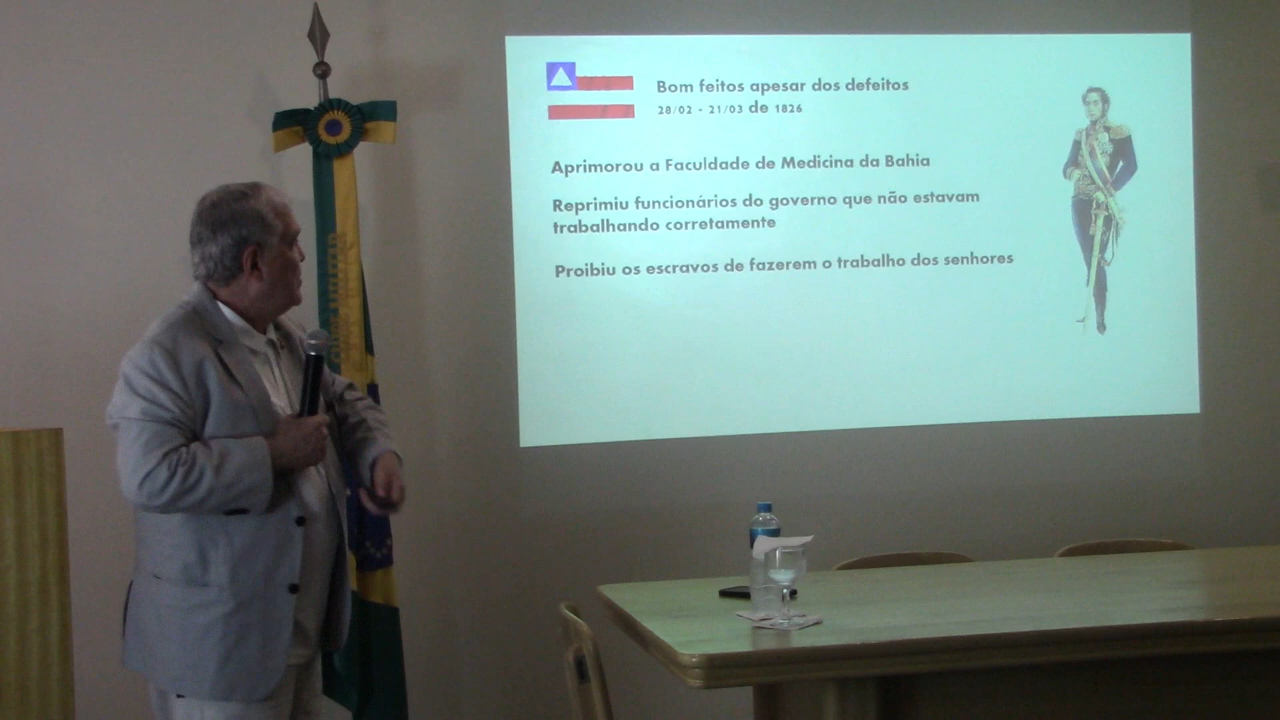 Bom feitos apesar dos defeitos
28/02 - 21/03 de 1826
Aprimorou a Faculdade de Medicina da Bahia
Reprimiu funcionários do governo que não estavam
trabalhando corretamente
Proibiu os escravos de fazerem o trabalho dos senhores